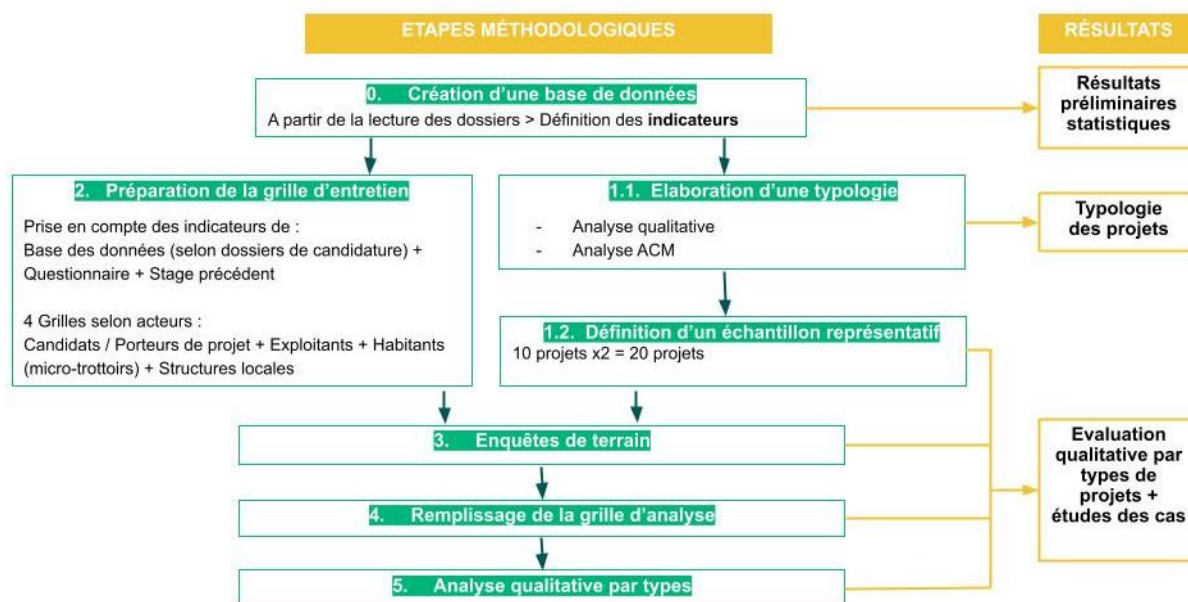 ETAPES MÉTHODOLOGIQUES
RÉSULTATS
0. Création d'une base de données
A partir de la lecture des dossiers > Définition des indicateurs
Résultats
préliminaires
statistiques
2. Préparation de la grille d'entretien
Prise en compte des indicateurs de :
Base des données (selon dossiers de candidature) +
Questionnaire + Stage précédent
4 Grilles selon acteurs :
Candidats / Porteurs de projet + Exploitants + Habitants
(micro-trottoirs) + Structures locales
1.1. Elaboration d'une typologie
- Analyse qualitative
- Analyse ACM
Typologie
des projets
1.2. Définition d'un échantillon représentatif
10 projets x2 = 20 projets
3. Enquêtes de terrain
4. Remplissage de la grille d'analyse
5. Analyse qualitative par types
Evaluation
qualitative par
types de
projets +
études des cas